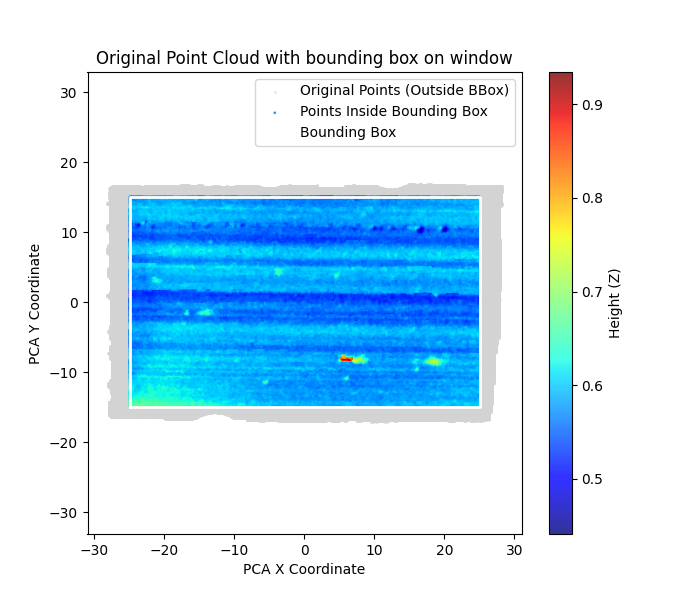 Original Point Cloud with bounding box on window
Original Points (Outside BBox)
Points Inside Bounding Box
Bounding Box
30
20
10
0
−10
−20
−30
PCA Y Coordinate
−30
−20
−10
0
10
20
30
PCA X Coordinate
0.9
0.8
0.7
0.6
0.5
Height (Z)